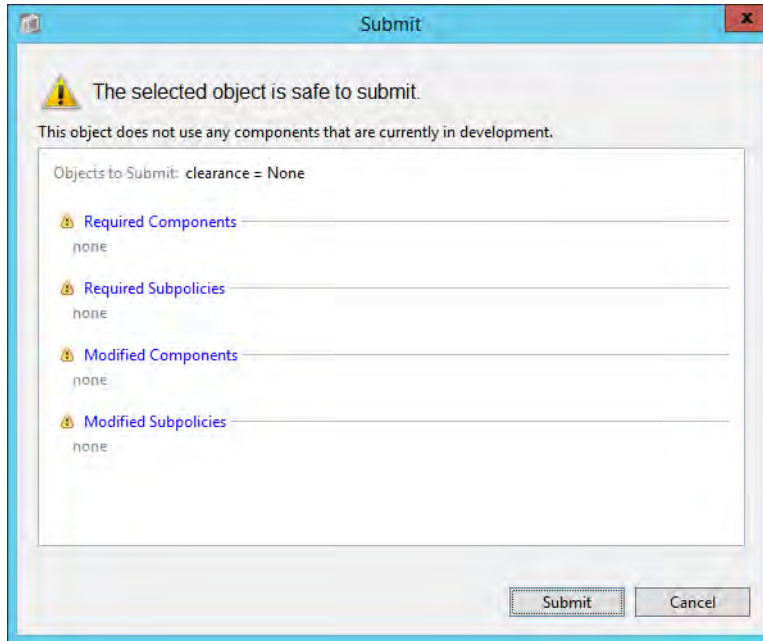 Submit
x
The selected object is safe to submit.
This object does not use any components that are currently in development.
Objects to Submit: clearance = None
Required Components
none
Required Subpolicies
none
Modified Components
none
Modified Subpolicies
none
Submit Cancel